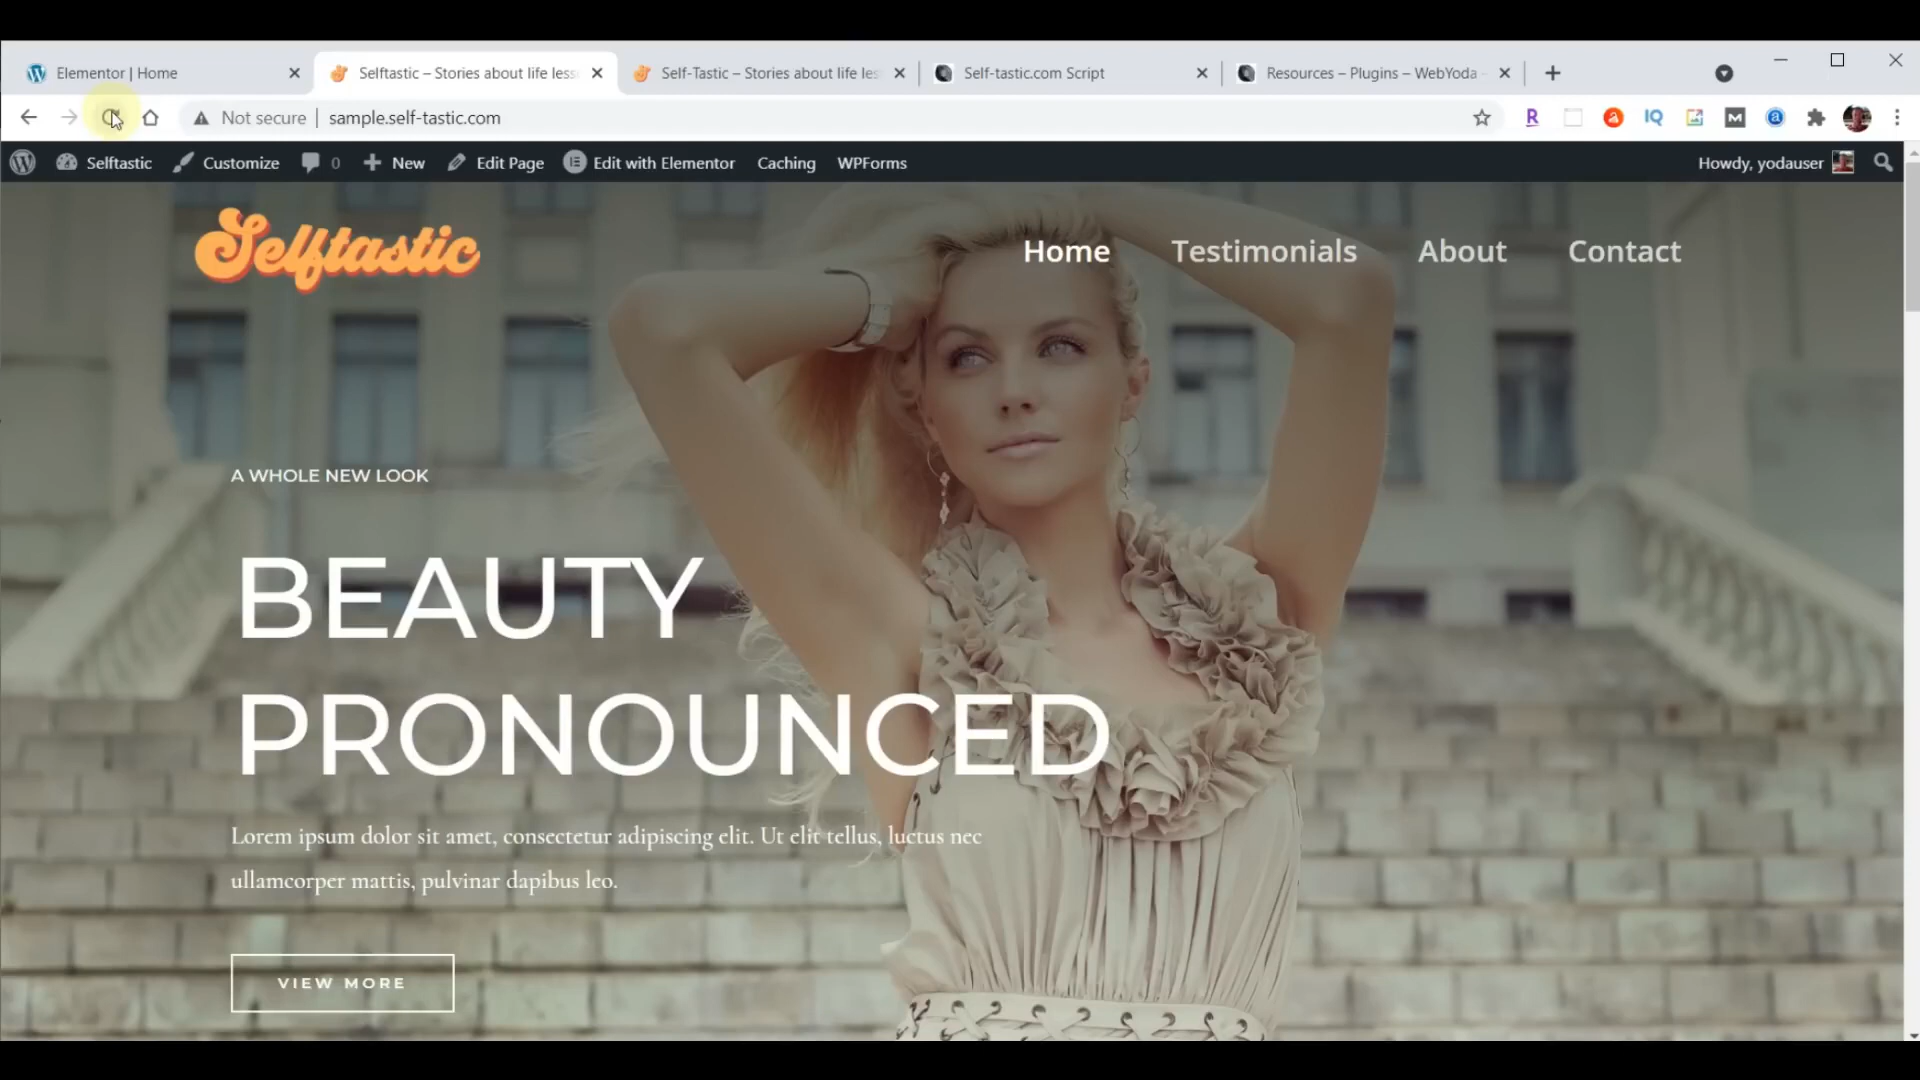 Elementor | Home
Selftastic – Stories about life less
Self-Tastic – Stories about life les
Self-tastic.com Script
Resources – Plugins – WebYoda -
Not secure | sample.self-tastic.com
R IQ M a
Selftastic Customize 0 New Edit Page Edit with Elementor Caching WPForms Howdy, yodauser
Selftastic
Home Testimonials About Contact
A WHOLE NEW LOOK
BEAUTY
PRONOUNCED
Lorem ipsum dolor sit amet, consectetur adipiscing elit. Ut elit tellus, luctus nec
ullamcorper mattis, pulvinar dapibus leo.
VIEW MORE